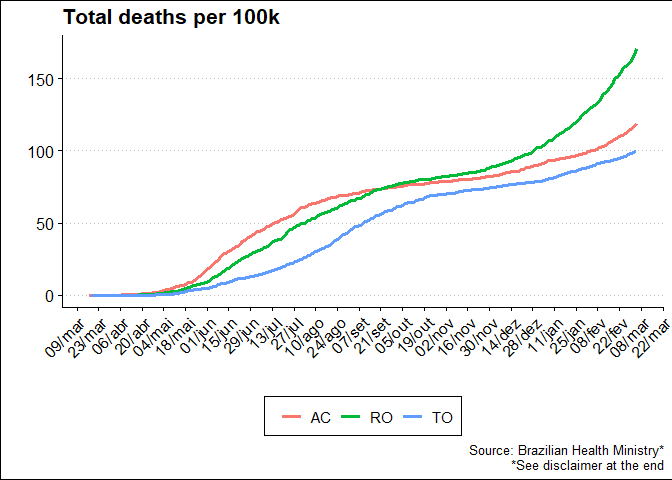 Total deaths per 100k
150
100
50
0
09/mar
23/mar
06/abr
20/abr
04/mai
18/mai
01/jun
15/jun
29/jun
13/jul
27/jul
10/ago
24/ago
07/set
21/set
05/out
19/out
02/nov
16/nov
30/nov
14/dez
28/dez
11/jan
25/jan
08/fev
22/fev
08/mar
22/mar
AC RO TO
Source: Brazilian Health Ministry*
*See disclaimer at the end